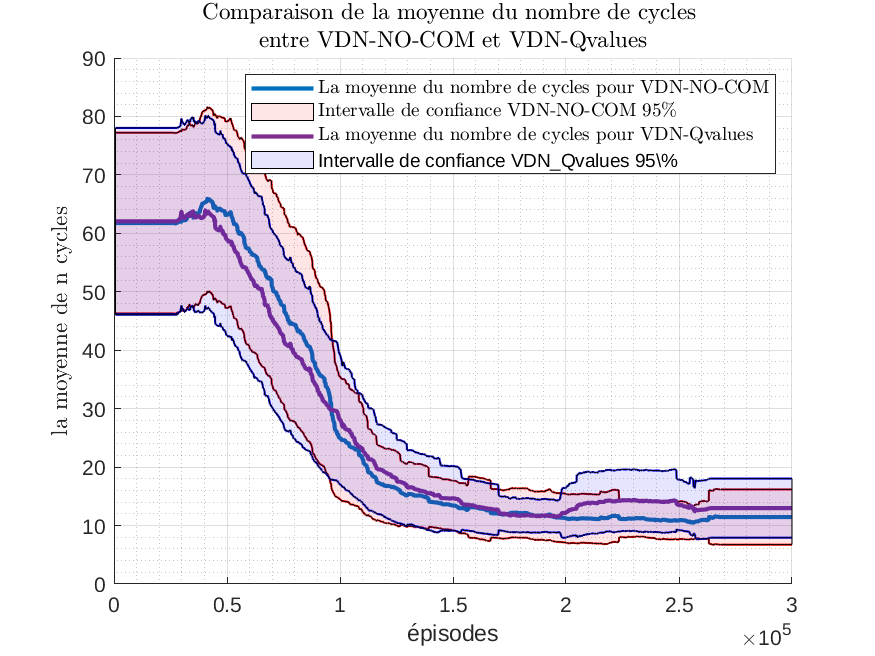 Comparaison de la moyenne du nombre de cycles
entre VDN-NO-COM et VDN-Qvalues
La moyenne du nombre de cycles pour VDN-NO-COM
Intervalle de confiance VDN-NO-COM 95%
La moyenne du nombre de cycles pour VDN-Qvalues
Intervalle de confiance VDN_Qvalues 95\%
la moyenne de n cycles
90
80
70
60
50
40
30
20
10
0
0 0.5 1 1.5 2 2.5 3
épisodes
×10^5